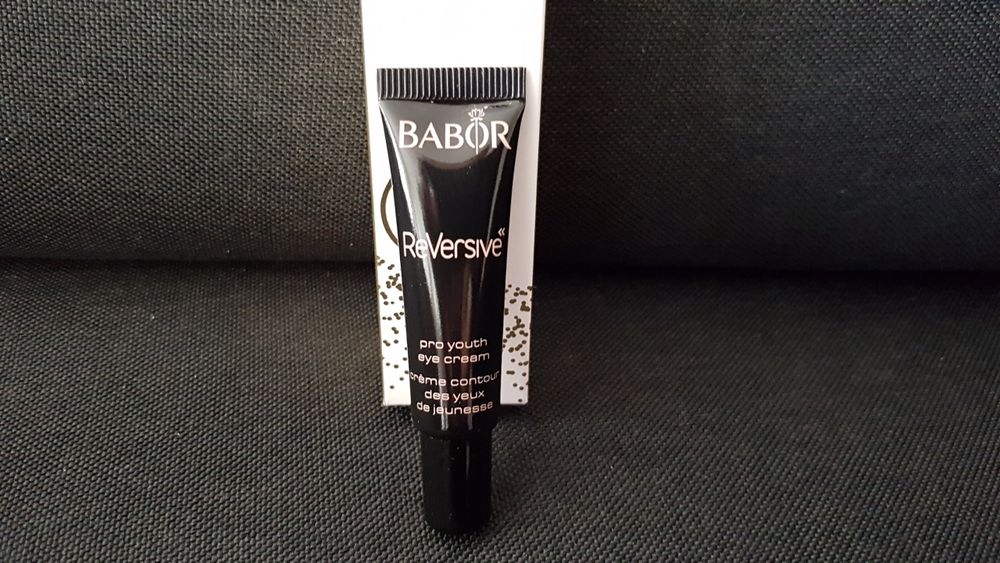 BABOR
ReVersive«
pro youth
eye cream
crème contour
des yeux
de jeunesse